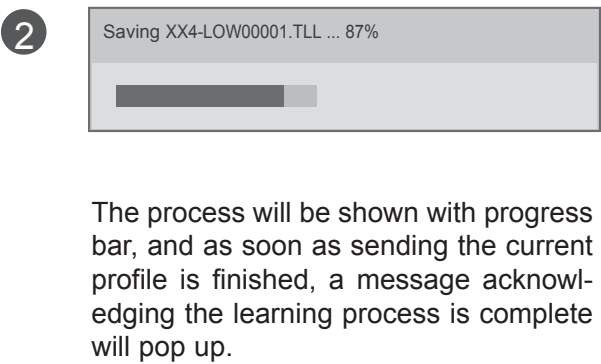 2
Saving XX4-LOW00001.TLL ... 87%
The process will be shown with progress
bar, and as soon as sending the current
profile is finished, a message acknowl-
edging the learning process is complete
will pop up.